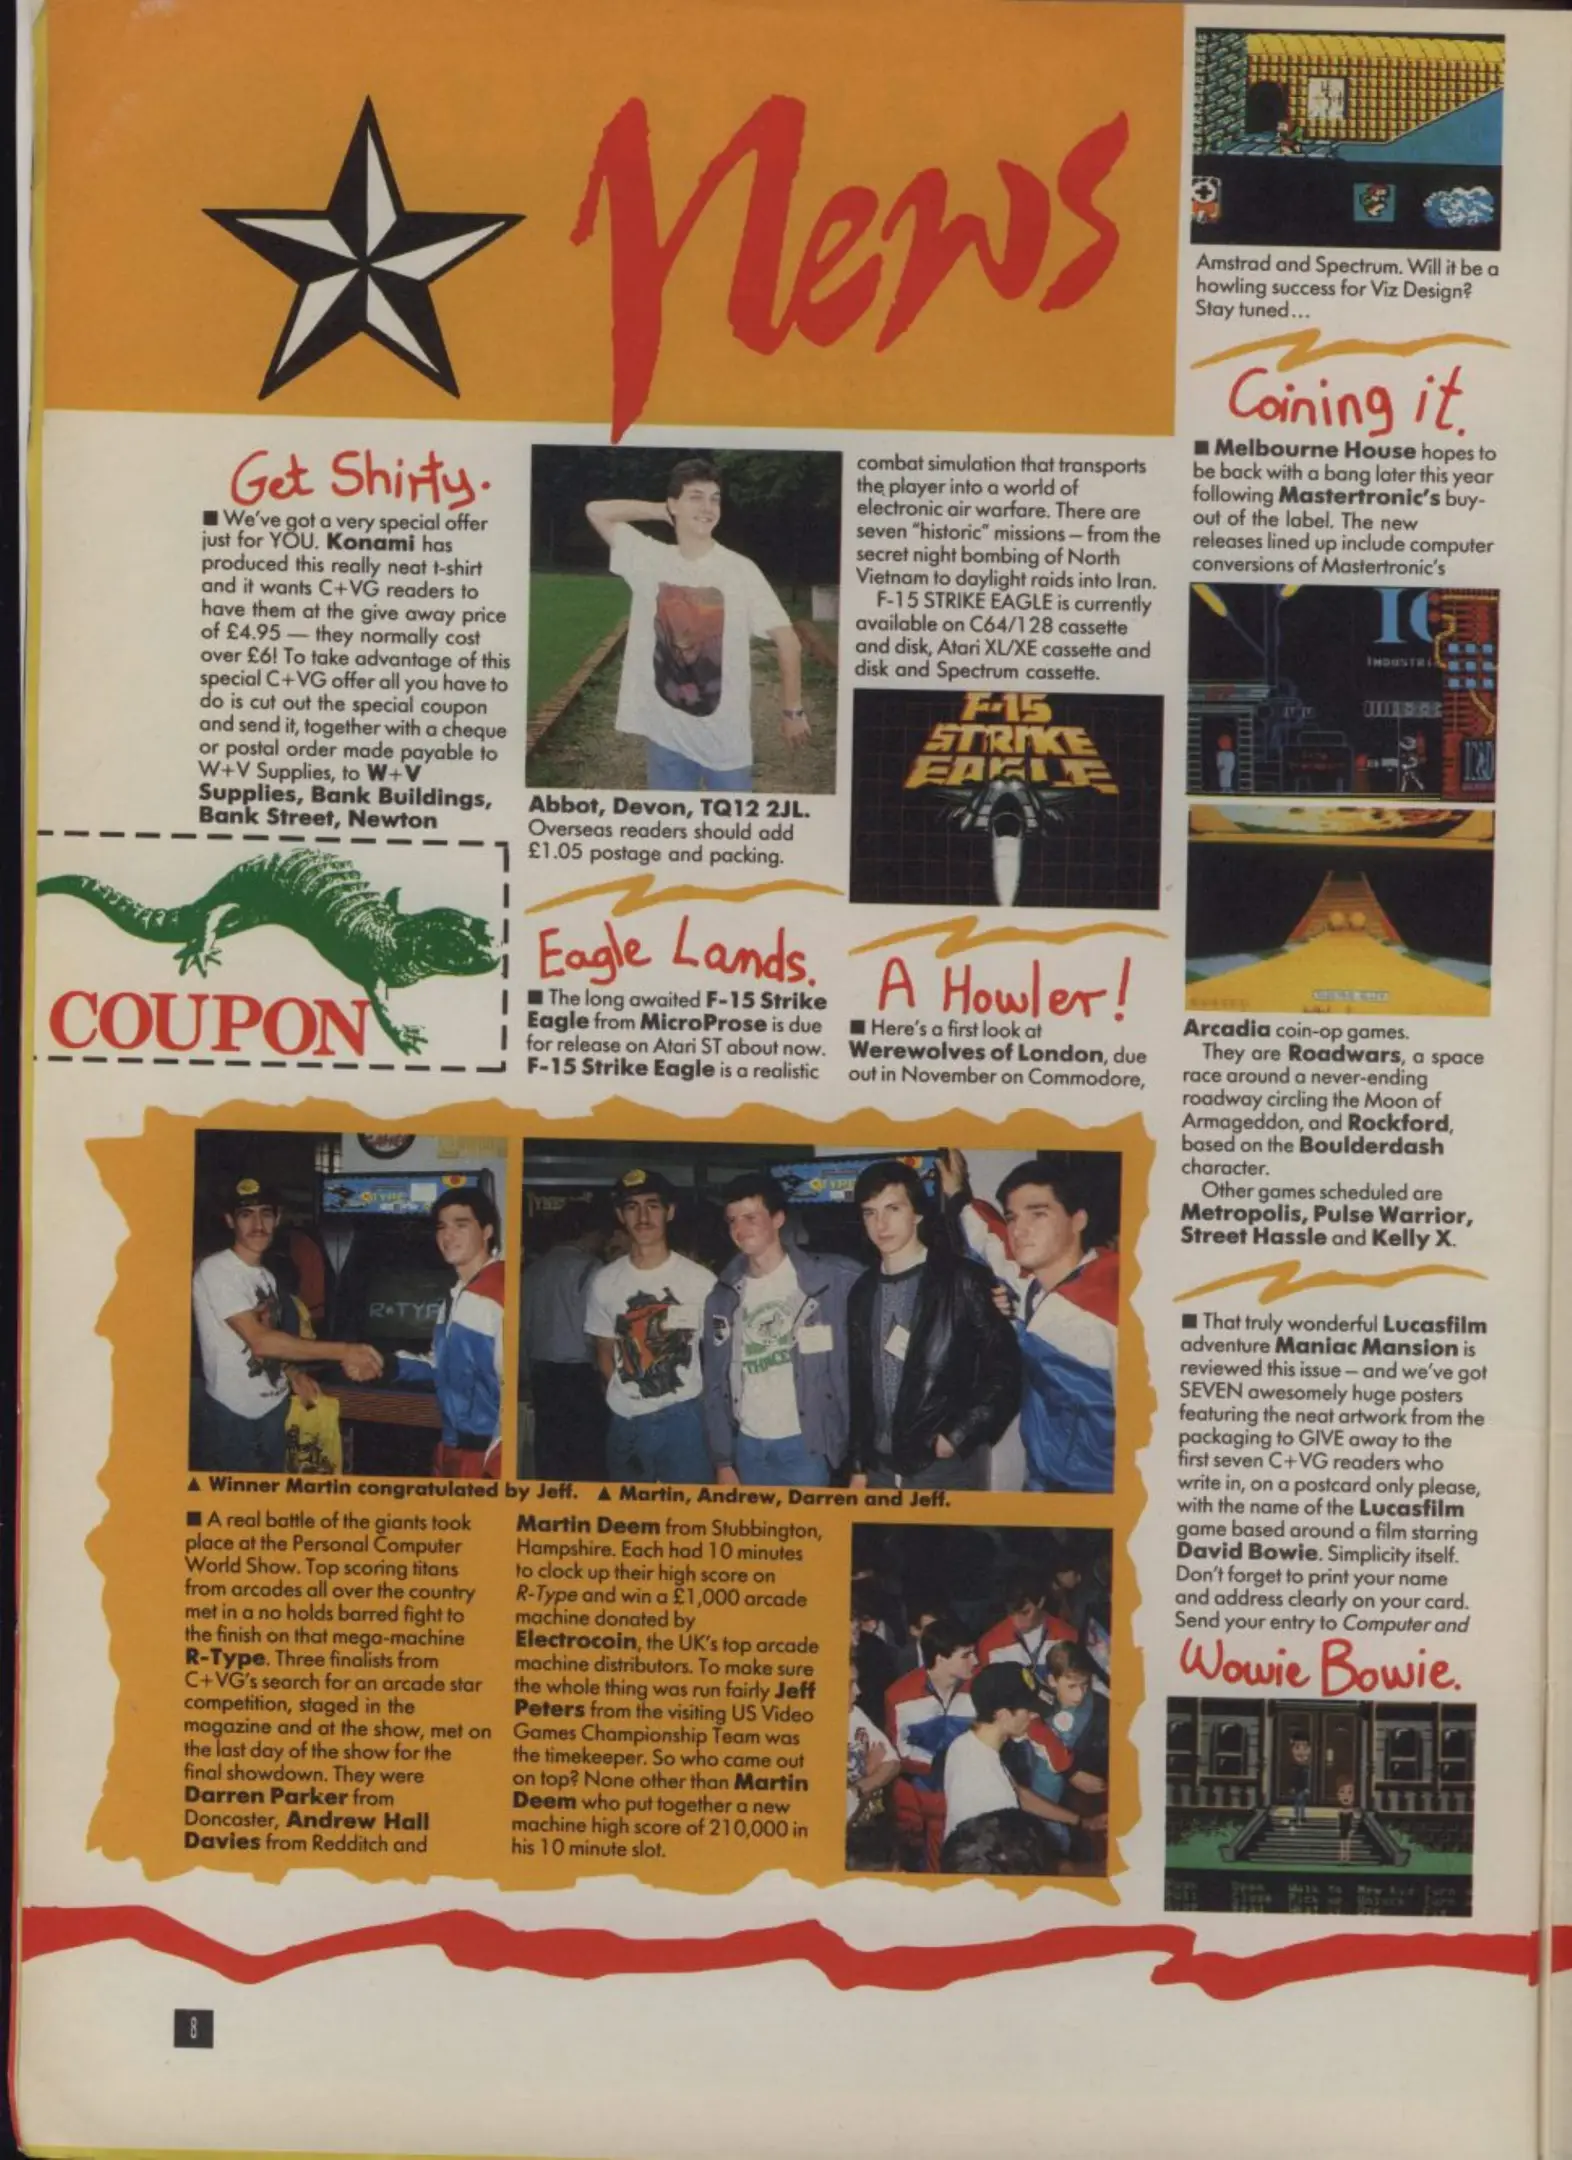 News
Get Shirty.
■ We've got a very special offer
just for YOU. Konami has
produced this really neat t-shirt
and it wants C+VG readers to
have them at the give away price
of £4.95 — they normally cost
over £6! To take advantage of this
special C+VG offer all you have to
do is cut out the special coupon
and send it, together with a cheque
or postal order made payable to
W+V Supplies, to W+V
Supplies, Bank Buildings,
Bank Street, Newton
COUPON
Abbot, Devon, TQ12 2JL.
Overseas readers should add
£1.05 postage and packing.
Eagle Lands.
■ The long awaited F-15 Strike
Eagle from MicroProse is due
for release on Atari ST about now.
F-15 Strike Eagle is a realistic
combat simulation that transports
the player into a world of
electronic air warfare. There are
seven "historic" missions – from the
secret night bombing of North
Vietnam to daylight raids into Iran.
F-15 STRIKE EAGLE is currently
available on C64/128 cassette
and disk, Atari XL/XE cassette and
disk and Spectrum cassette.
F-15
STRIKE
EAGLE
A Howler!
■ Here's a first look at
Werewolves of London, due
out in November on Commodore,
Amstrad and Spectrum. Will it be a
howling success for Viz Design?
Stay tuned...
Coining it.
■ Melbourne House hopes to
be back with a bang later this year
following Mastertronic's buy-
out of the label. The new
releases lined up include computer
conversions of Mastertronic's
Arcadia coin-op games.
They are Roadwars, a space
race around a never-ending
roadway circling the Moon of
Armageddon, and Rockford,
based on the Boulderdash
character.
Other games scheduled are
Metropolis, Pulse Warrior,
Street Hassle and Kelly X.
■ That truly wonderful Lucasfilm
adventure Maniac Mansion is
reviewed this issue – and we've got
SEVEN awesomely huge posters
featuring the neat artwork from the
packaging to GIVE away to the
first seven C+VG readers who
write in, on a postcard only please,
with the name of the Lucasfilm
game based around a film starring
David Bowie. Simplicity itself.
Don't forget to print your name
and address clearly on your card.
Send your entry to Computer and
Wowie Bowie.
R-TYPE
▲ Winner Martin congratulated by Jeff. ▲ Martin, Andrew, Darren and Jeff.
■ A real battle of the giants took
place at the Personal Computer
World Show. Top scoring titans
from arcades all over the country
met in a no holds barred fight to
the finish on that mega-machine
R-Type. Three finalists from
C+VG's search for an arcade star
competition, staged in the
magazine and at the show, met on
the last day of the show for the
final showdown. They were
Darren Parker from
Doncaster, Andrew Hall
Davies from Redditch and
Martin Deem from Stubbington,
Hampshire. Each had 10 minutes
to clock up their high score on
R-Type and win a £1,000 arcade
machine donated by
Electrocoin, the UK's top arcade
machine distributors. To make sure
the whole thing was run fairly Jeff
Peters from the visiting US Video
Games Championship Team was
the timekeeper. So who came out
on top? None other than Martin
Deem who put together a new
machine high score of 210,000 in
his 10 minute slot.
8